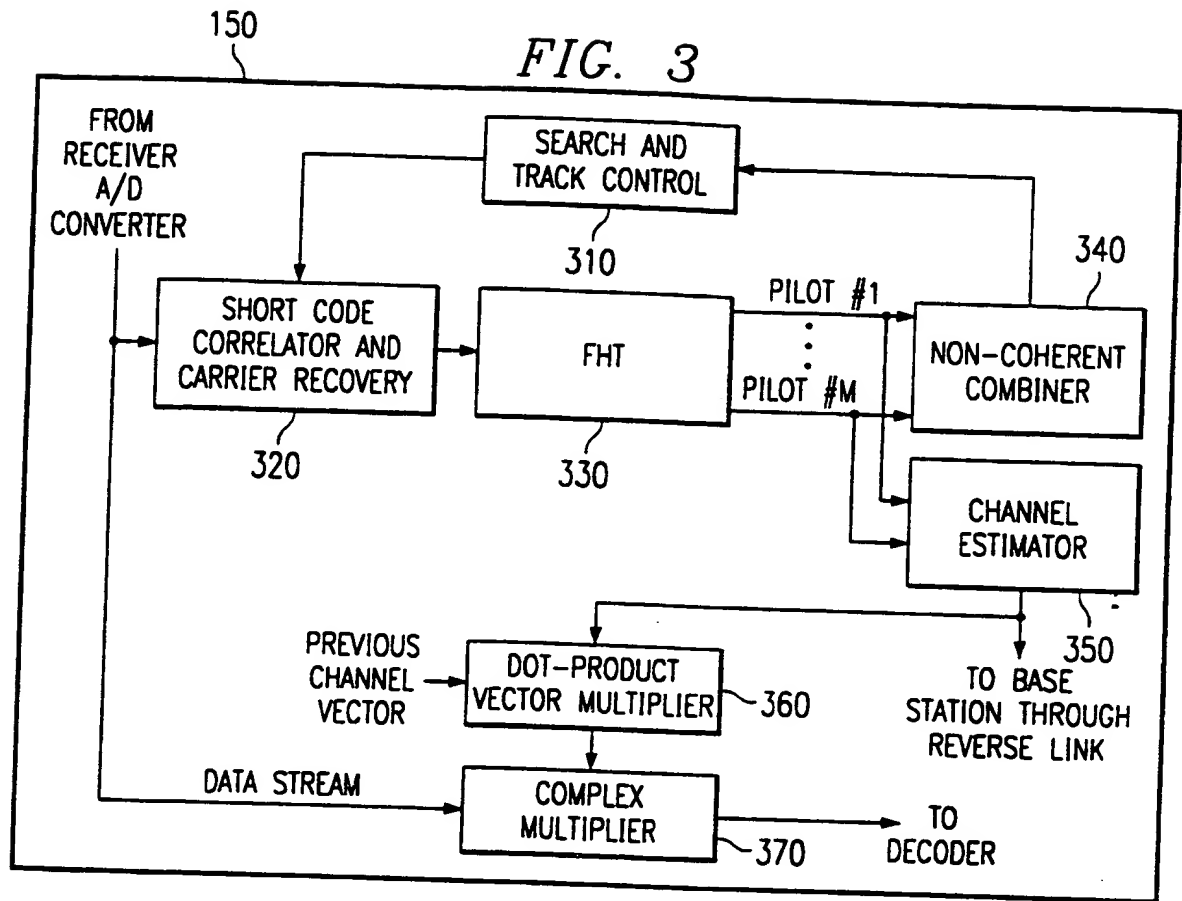 150
FIG. 3
FROM
RECEIVER
A/D
CONVERTER
SEARCH AND
TRACK CONTROL
310
340
SHORT CODE
CORRELATOR AND
CARRIER RECOVERY
320
FHT
330
PILOT #1
PILOT #M
NON-COHERENT
COMBINER
CHANNEL
ESTIMATOR
350
PREVIOUS
CHANNEL
VECTOR
DOT-PRODUCT
VECTOR MULTIPLIER
360
TO BASE
STATION THROUGH
REVERSE LINK
DATA STREAM
COMPLEX
MULTIPLIER
370
TO
DECODER